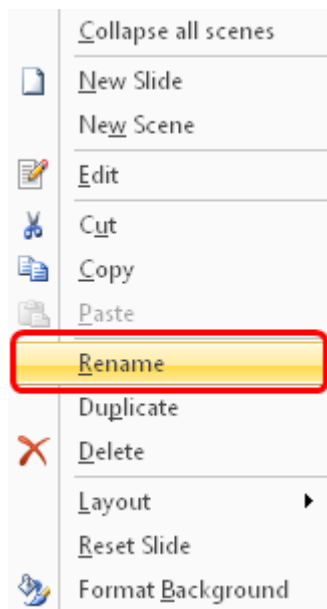 Collapse all scenes
New Slide
New Scene
Edit
Cut
Copy
Paste
Rename
Duplicate
Delete
Layout
Reset Slide
Format Background